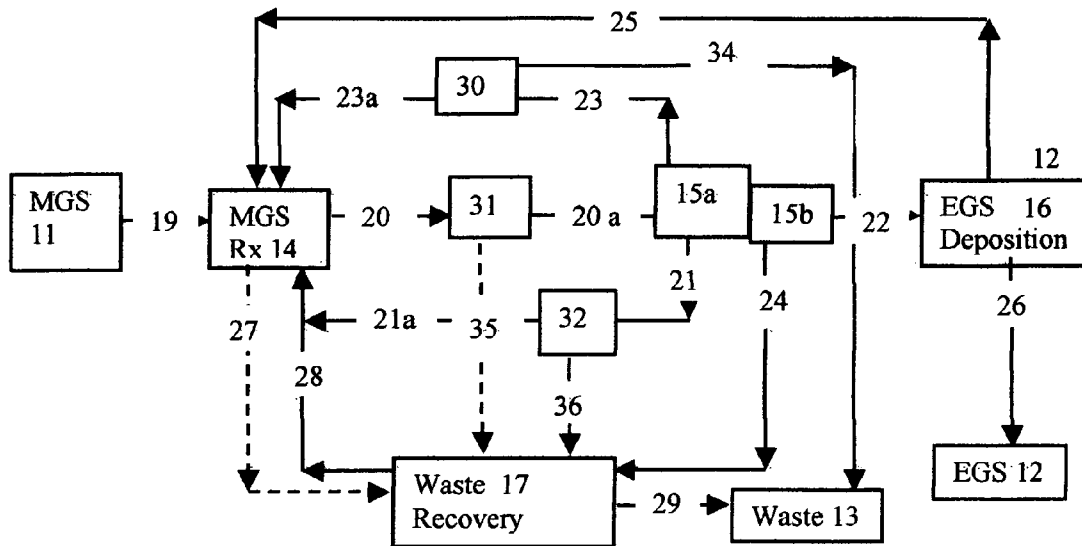 25
34
30
23a
23
12
MGS
11
19
MGS
Rx 14
20
31
20 a
15a
15b
22
EGS 16
Deposition
21
24
26
27
21a
32
35
28
36
Waste 17
Recovery
29
Waste 13
EGS 12